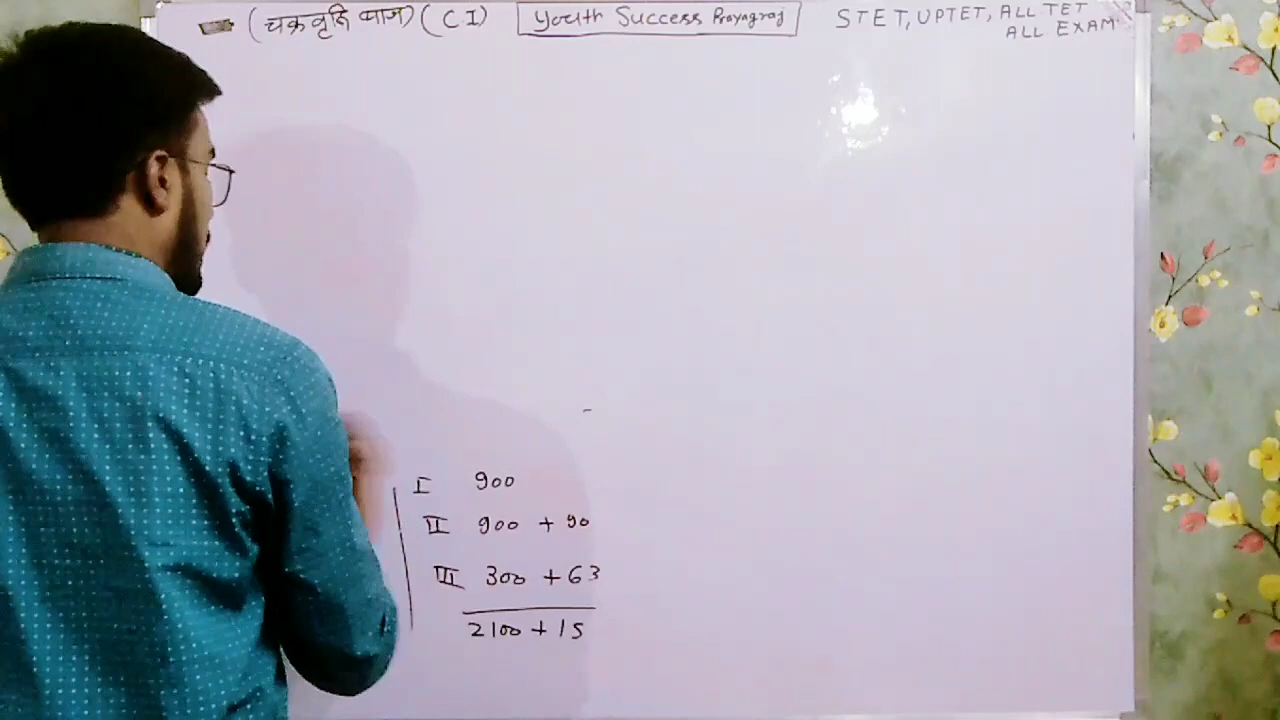 (चक्रवृद्धि ब्याज) (CI)
Youth Success Prayagraj
STET, UPTET, ALL TET
ALL EXAM
I 900
II 900 + 90
III 300 + 63
2100 + 15